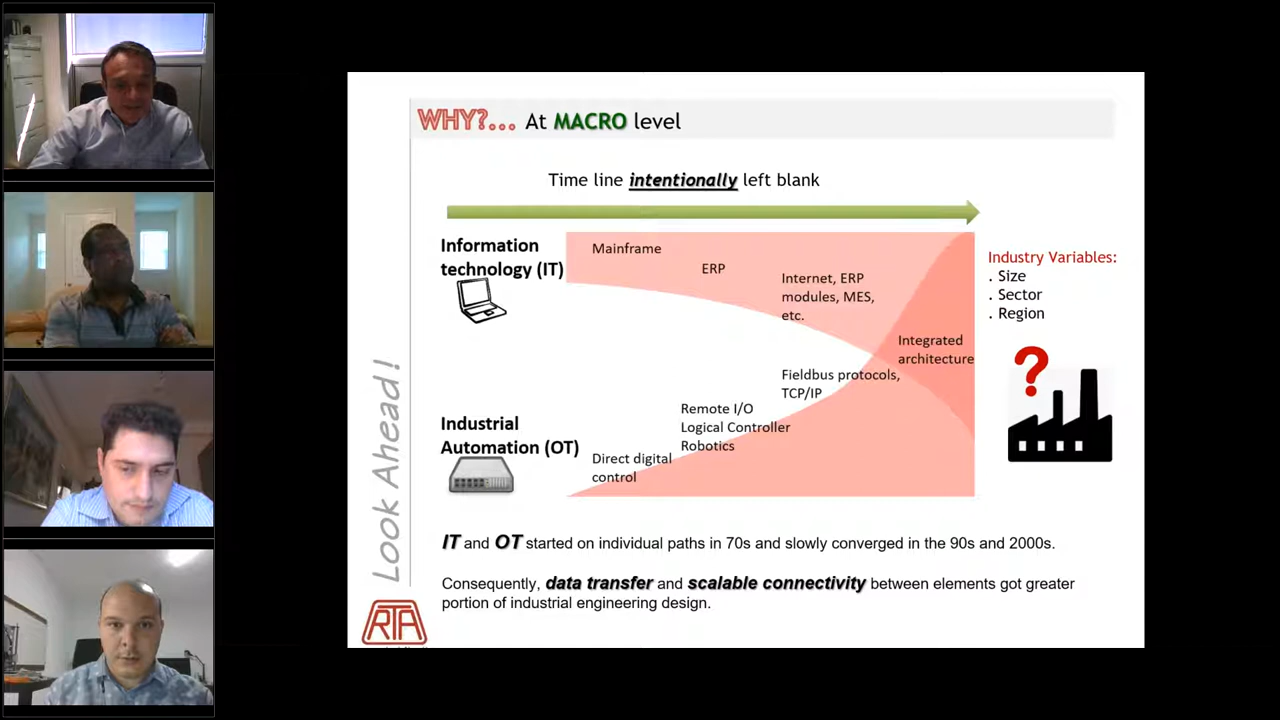 WHY?... At MACRO level
Time line intentionally left blank
Information
technology (IT)
Mainframe
ERP
Internet, ERP
modules, MES,
etc.
Integrated
architecture
Fieldbus protocols,
TCP/IP
Remote I/O
Logical Controller
Robotics
Industrial
Automation (OT)
Direct digital
control
Industry Variables:
. Size
. Sector
. Region
?
Look Ahead!
IT and OT started on individual paths in 70s and slowly converged in the 90s and 2000s.
Consequently, data transfer and scalable connectivity between elements got greater
portion of industrial engineering design.
RTA